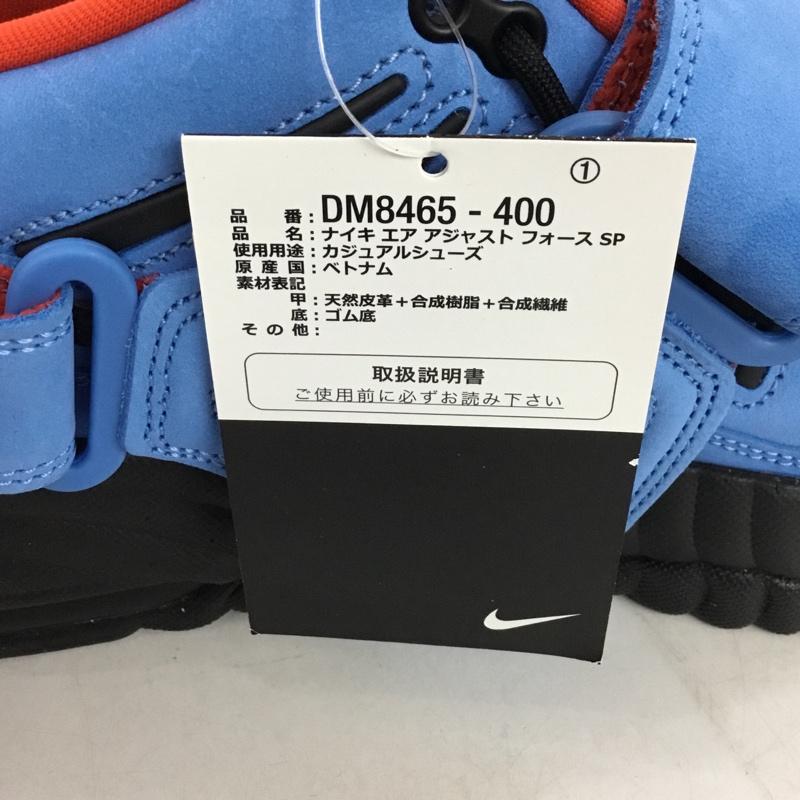 ①
品番：DM8465 - 400
品名：ナイキ エア アジャスト フォース SP
使用用途：カジュアルシューズ
原産国：ベトナム
素材表記
甲：天然皮革＋合成樹脂＋合成繊維
底：ゴム底
その他：
取扱説明書
ご使用前に必ずお読み下さい